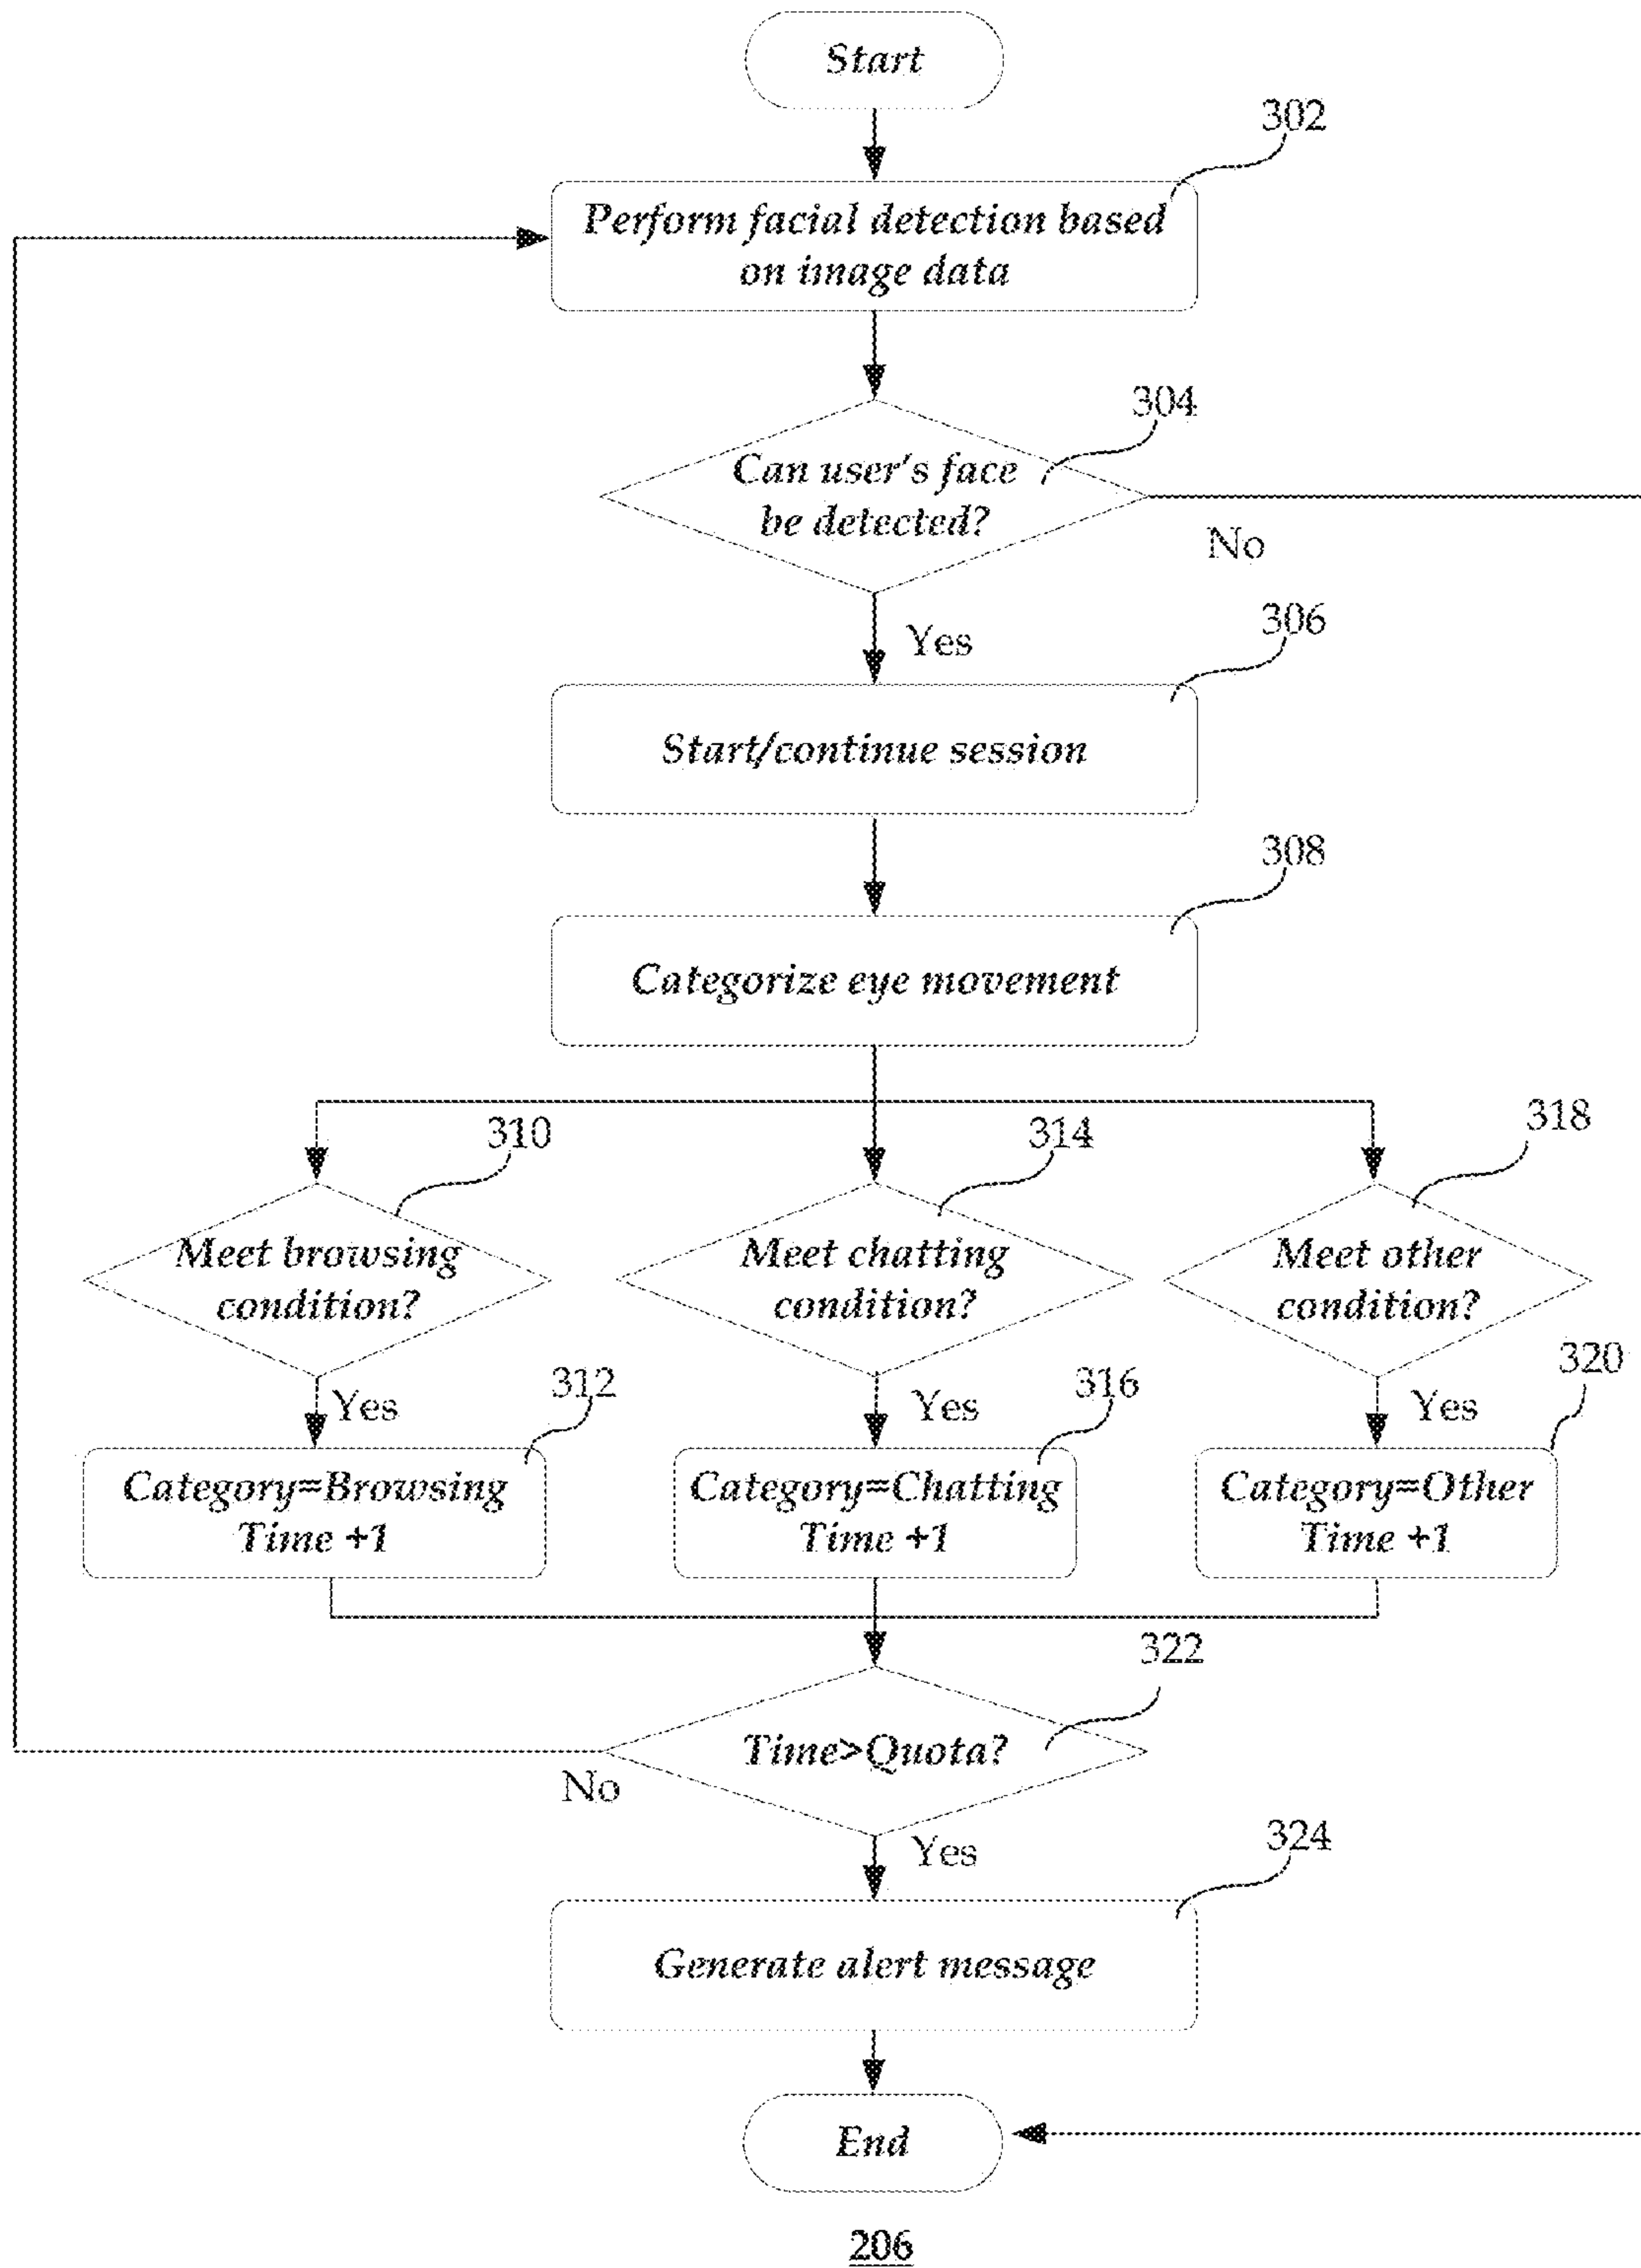 Start
302
Perform facial detection based
on image data
304
Can user's face
be detected?
No
Yes
306
Start/continue session
308
Categorize eye movement
310
314
318
Meet browsing
condition?
Meet chatting
condition?
Meet other
condition?
Yes
312
Yes
316
Yes
320
Category=Browsing
Time +1
Category=Chatting
Time +1
Category=Other
Time +1
322
Time>Quota?
No
Yes
324
Generate alert message
End
206